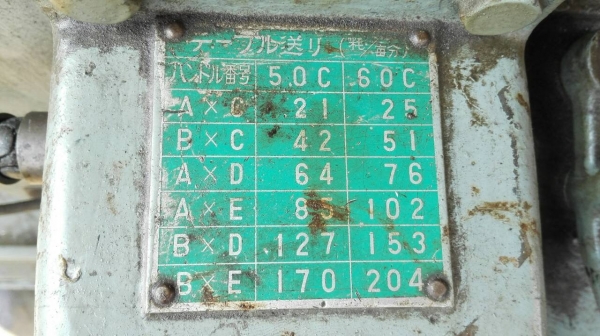 テーブル送り(粍/每分)
ハンドル番号 50C 60C
A×C 21 25
B×C 42 51
A×D 64 76
A×E 85 102
B×D 127 153
B×E 170 204